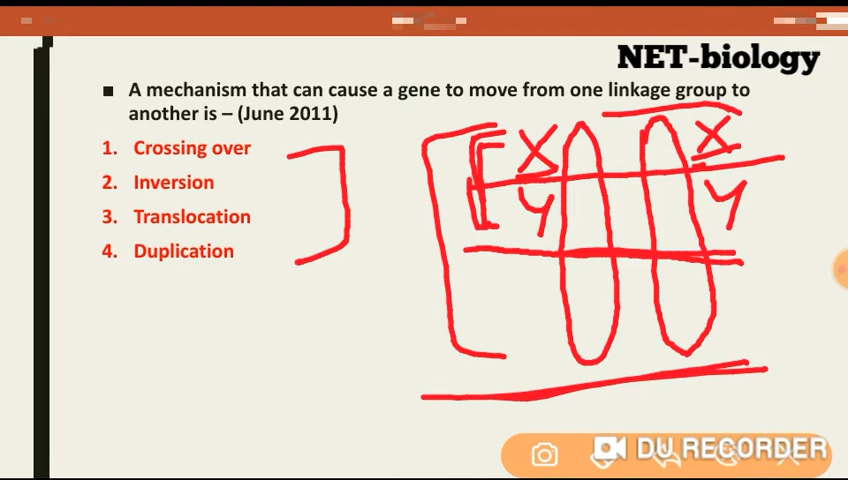 NET-biology
■ A mechanism that can cause a gene to move from one linkage group to
another is – (June 2011)
1. Crossing over
2. Inversion
3. Translocation
4. Duplication
X X
Y Y
DU RECORDER